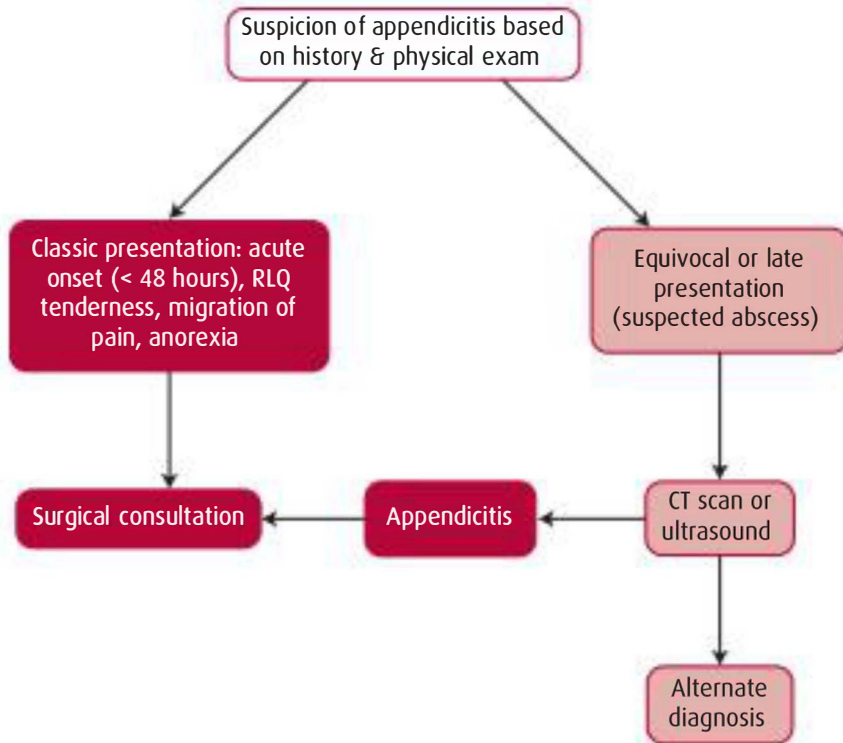 Suspicion of appendicitis based
on history & physical exam
Classic presentation: acute
onset (< 48 hours), RLQ
tenderness, migration of
pain, anorexia
Equivocal or late
presentation
(suspected abscess)
Surgical consultation
Appendicitis
CT scan or
ultrasound
Alternate
diagnosis